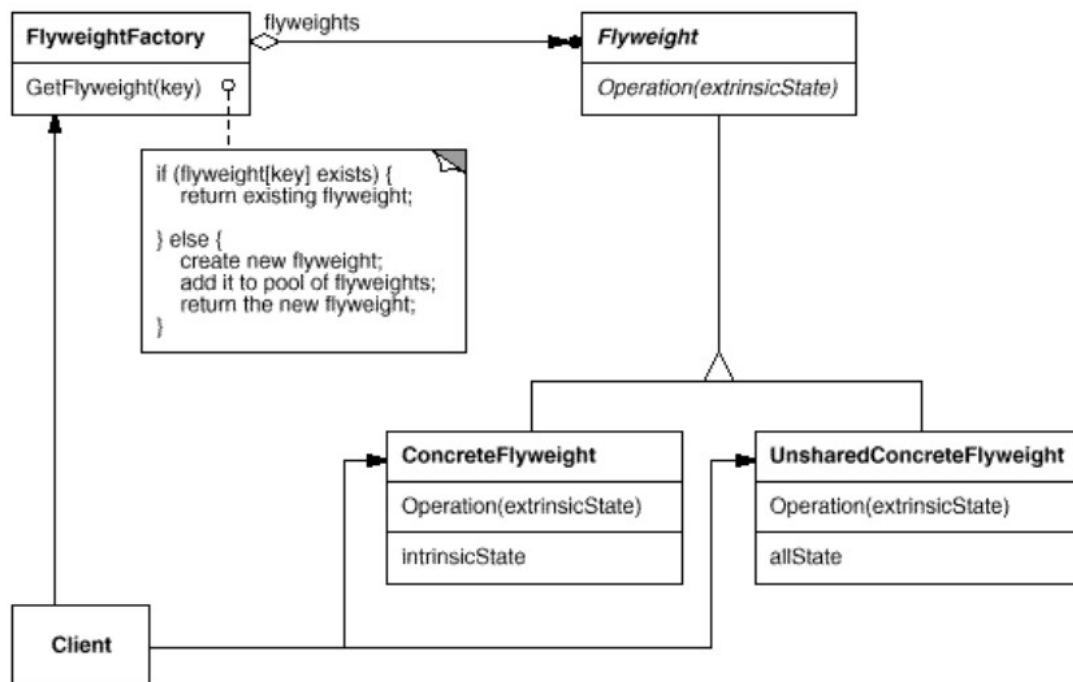 flyweights
FlyweightFactory
GetFlyweight(key)
Flyweight
Operation(extrinsicState)
if (flyweight[key] exists) {
return existing flyweight;
} else {
create new flyweight;
add it to pool of flyweights;
return the new flyweight;
}
ConcreteFlyweight
Operation(extrinsicState)
intrinsicState
UnsharedConcreteFlyweight
Operation(extrinsicState)
allState
Client